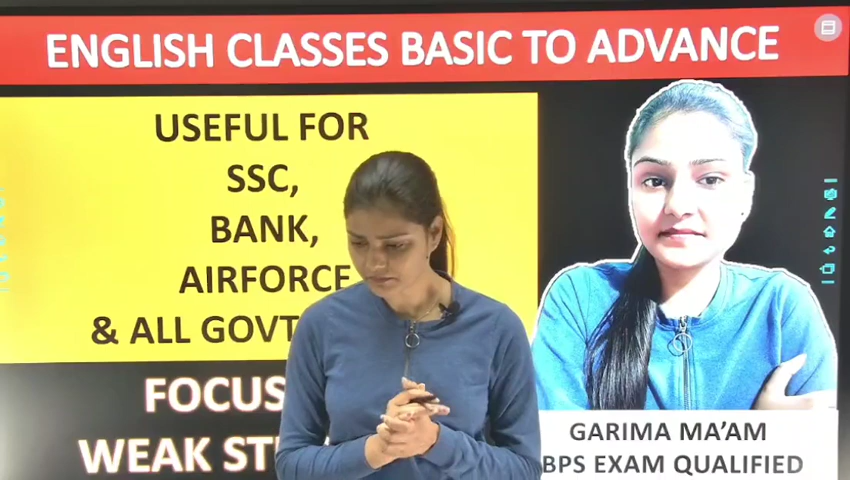 ENGLISH CLASSES BASIC TO ADVANCE
USEFUL FOR
SSC,
BANK,
AIRFORCE
& ALL GOVT
FOCUS
WEAK
GARIMA MA'AM
BPS EXAM QUALIFIED